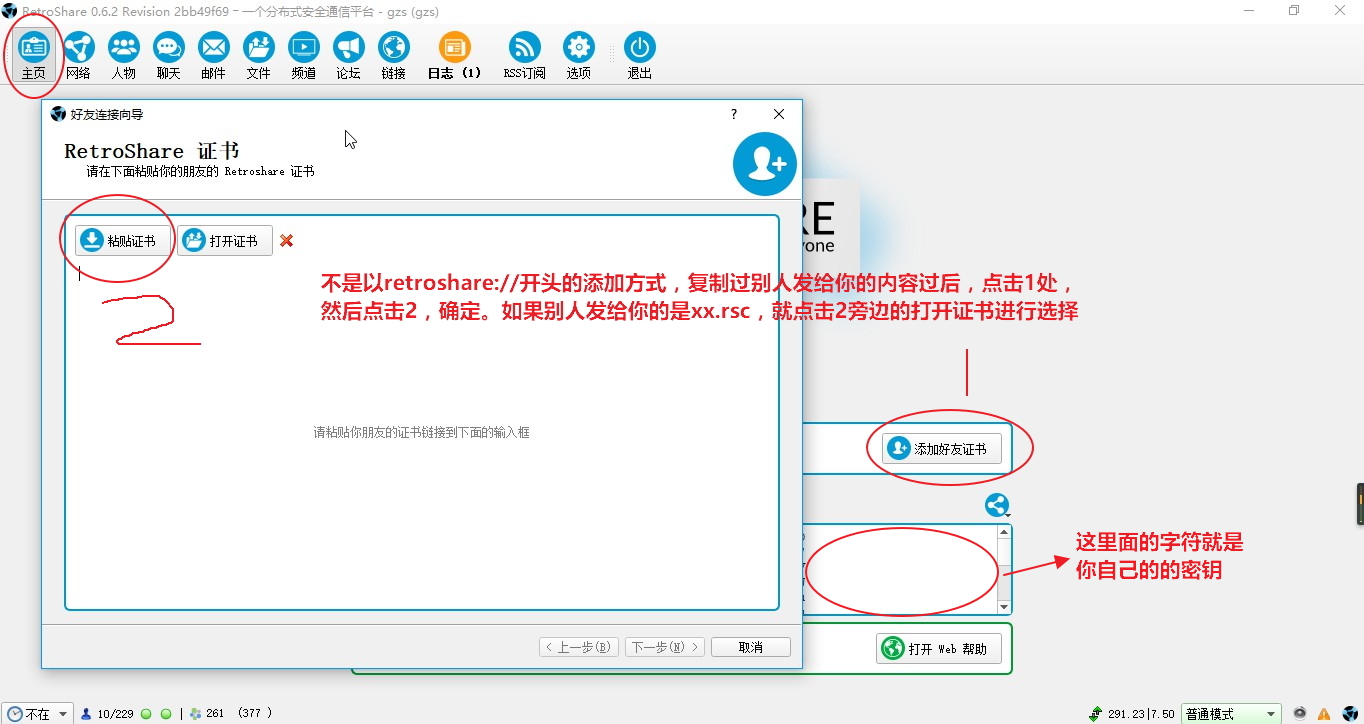 RetroShare 0.6.2 Revision 2bb49f69 - 一个分布式安全通信平台 - gzs (gzs)
主页 网络 人物 聊天 邮件 文件 频道 论坛 链接 日志 (1) RSS订阅 选项 退出
好友连接向导
?
RetroShare 证书
请在下面粘贴你的朋友的 Retroshare 证书
RE
yone
粘贴证书 打开证书
2
不是以retroshare://开头的添加方式，复制过别人发给你的内容过后，点击1处，
然后点击2，确定。如果别人发给你的是xx.rsc，就点击2旁边的打开证书进行选择
请粘贴你朋友的证书链接到下面的输入框
添加好友证书
这里面的字符就是
你自己的的密钥
< 上一步(B) 下一步(N) > 取消
打开 Web 帮助
不在 10/229 | 261 (377 ) 291.23|7.50 普通模式